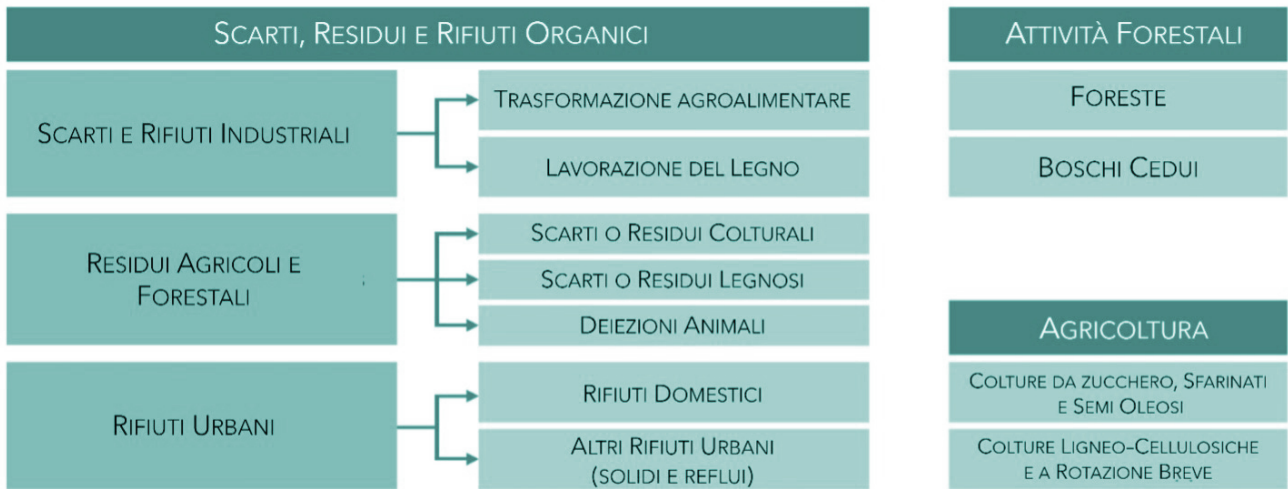 Scarti, Residui e Rifiuti Organici
Scarti e Rifiuti Industriali
Trasformazione agroalimentare
Lavorazione del Legno
Residui Agricoli e
Forestali
Scarti o Residui Colturali
Scarti o Residui Legnosi
Deiezioni Animali
Rifiuti Urbani
Rifiuti Domestici
Altri Rifiuti Urbani
(solidi e reflui)
Attività Forestali
Foreste
Boschi Cedui
Agricoltura
Colture da zucchero, Sfarinati
e Semi Oleosi
Colture Ligneo-Cellulosiche
e a Rotazione Breve